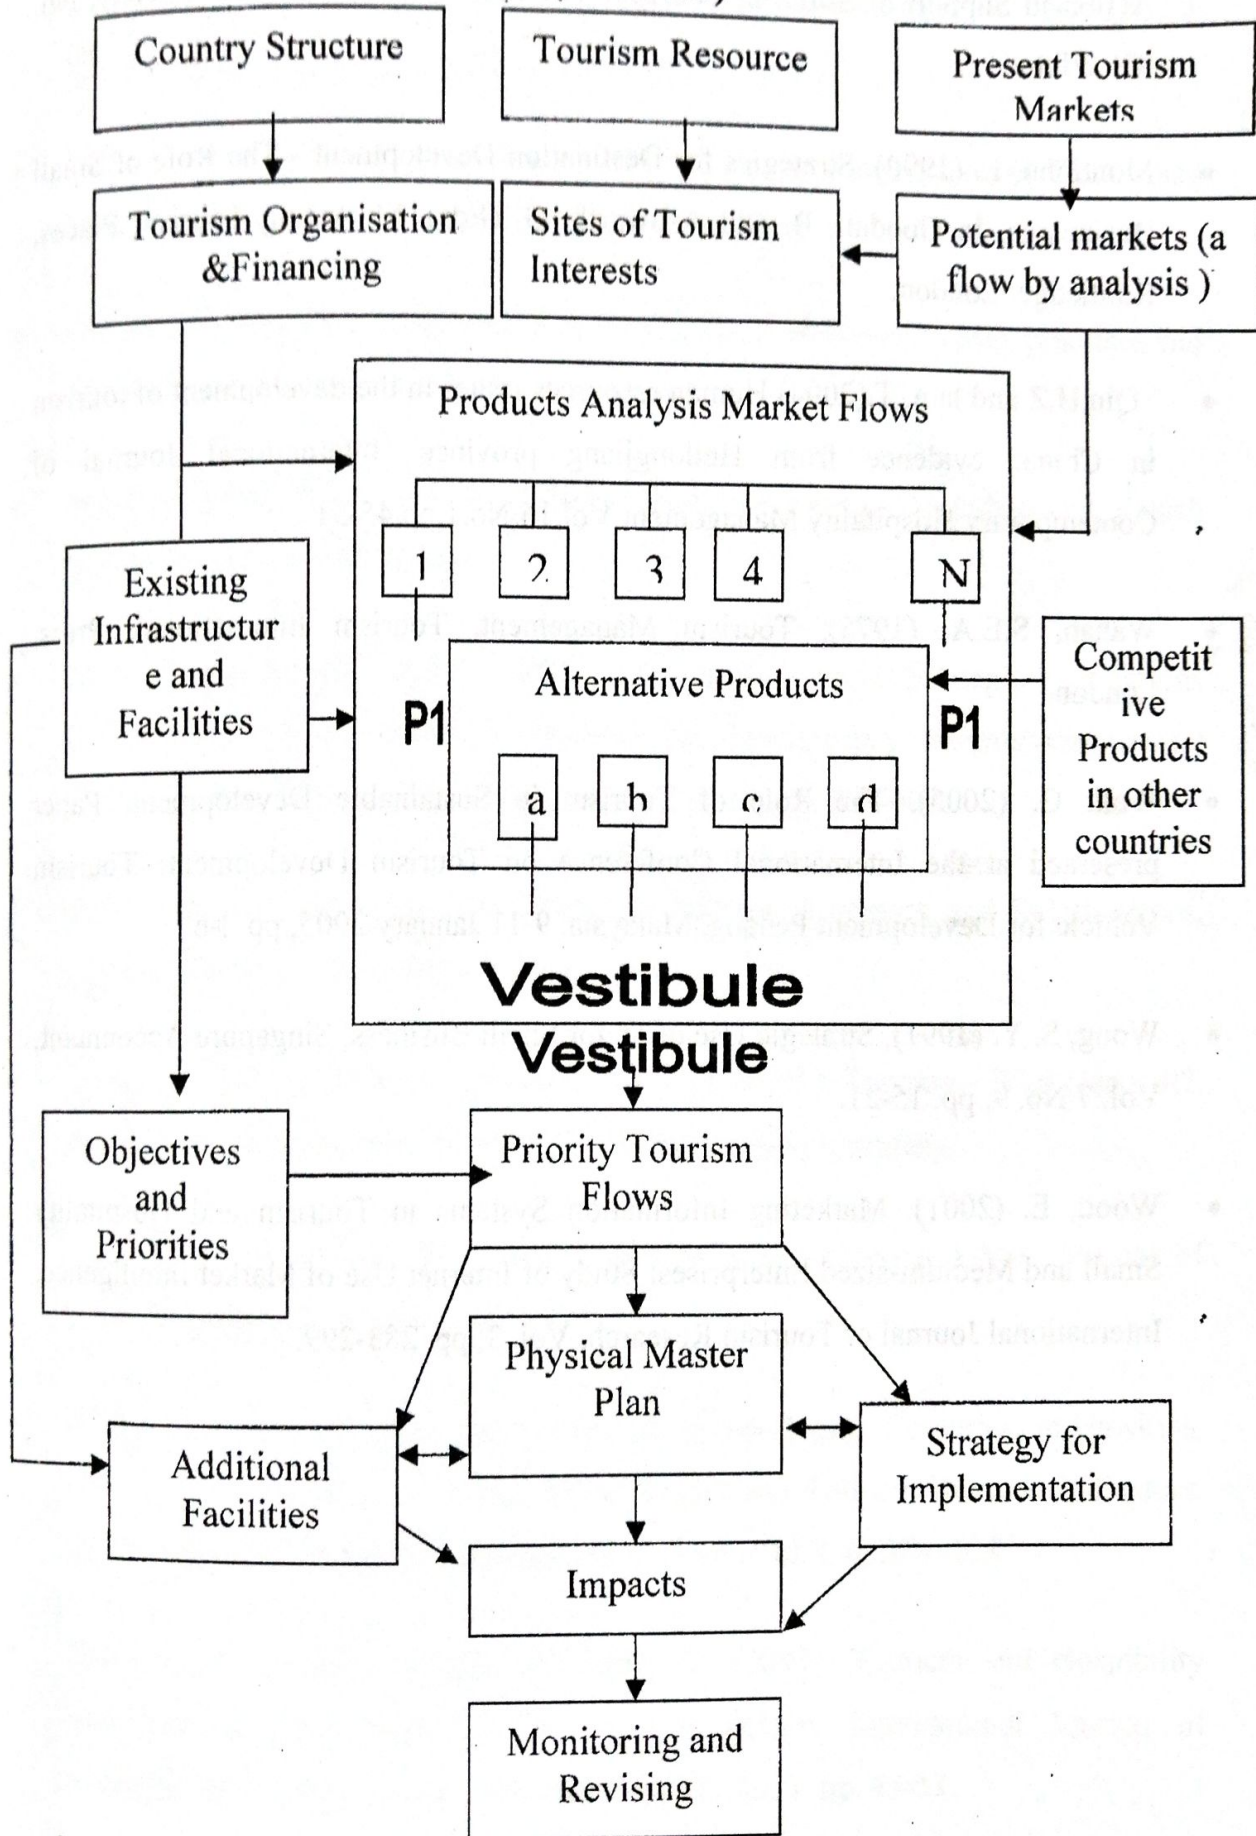 Country Structure
Tourism Resource
Present Tourism
Markets
Tourism Organisation
&Financing
Sites of Tourism
Interests
Potential markets (a
flow by analysis )
Products Analysis Market Flows
1
2
3
4
N
Existing
Infrastructur
e and
Facilities
Alternative Products
P1
P1
a
b
c
d
Competit
ive
Products
in other
countries
Vestibule
Vestibule
Objectives
and
Priorities
Priority Tourism
Flows
Physical Master
Plan
Additional
Facilities
Strategy for
Implementation
Impacts
Monitoring and
Revising